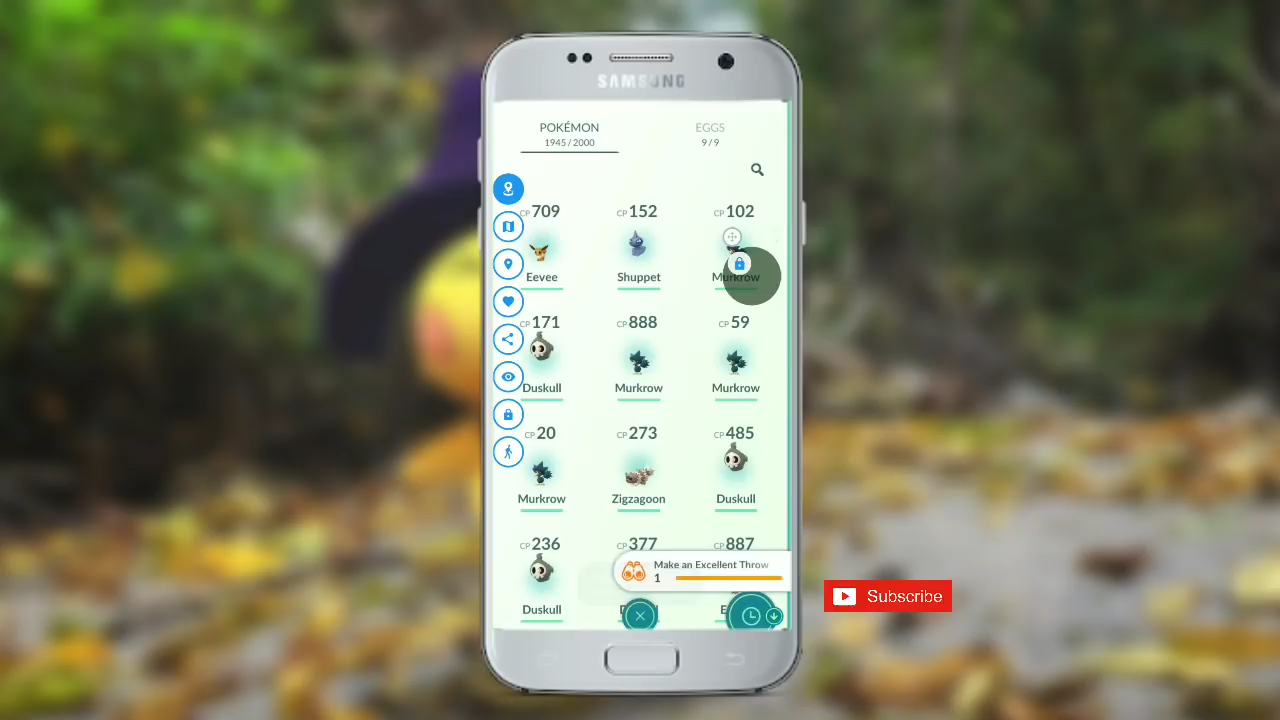 SAMSUNG
POKÉMON EGGS
1945 / 2000 9 / 9
CP 709 CP 152 CP 102
Eevee Shuppet Murkrow
CP 171 CP 888 CP 59
Duskull Murkrow Murkrow
CP 20 CP 273 CP 485
Murkrow Zigzagoon Duskull
CP 236 CP 377 CP 887
Make an Excellent Throw
1
Duskull
Subscribe